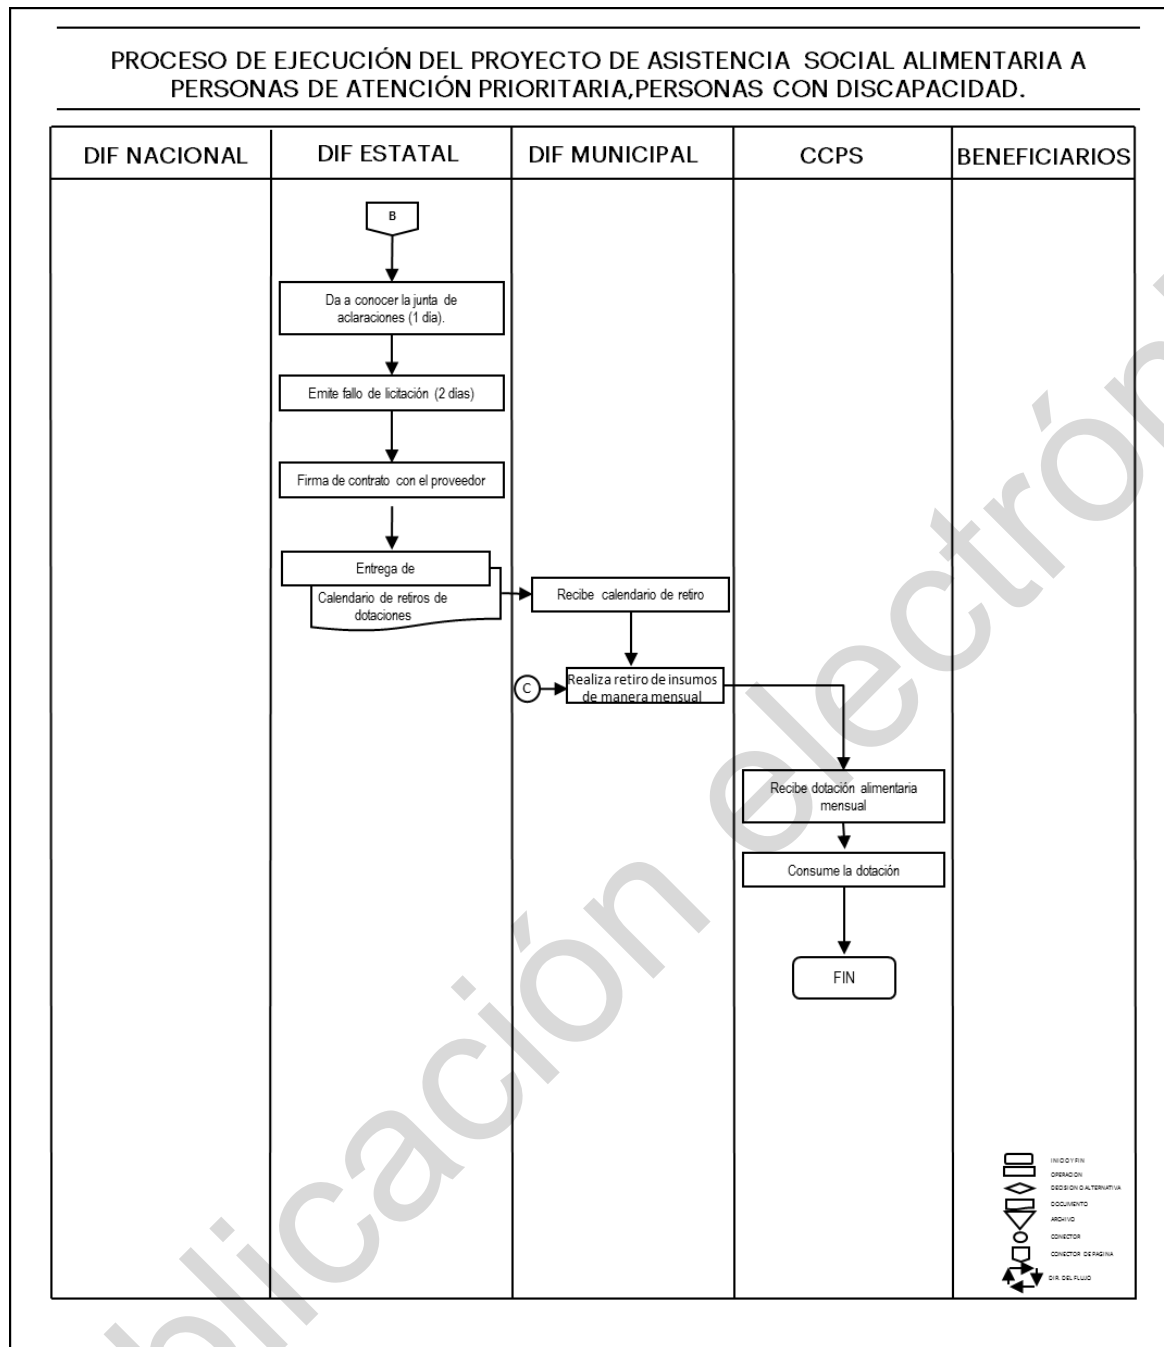 PROCESO DE EJECUCIÓN DEL PROYECTO DE ASISTENCIA SOCIAL ALIMENTARIA A
PERSONAS DE ATENCIÓN PRIORITARIA,PERSONAS CON DISCAPACIDAD.
DIF NACIONAL
DIF ESTATAL
DIF MUNICIPAL
CCPS
BENEFICIARIOS
B
Da a conocer la junta de
aclaraciones (1 día).
Emite fallo de licitación (2 días)
Firma de contrato con el proveedor
Entrega de
Calendario de retiros de
dotaciones
Recibe calendario de retiro
C
Realiza retiro de insumos
de manera mensual
Recibe dotación alimentaria
mensual
Consume la dotación
FIN
INICIO Y FIN
OPERACION
DECISION O ALTERNATIVA
DOCUMENTO
ARCHIVO
CONECTOR
CONECTOR DE PAGINA
DIR. DEL FLUJO
blicación electrón